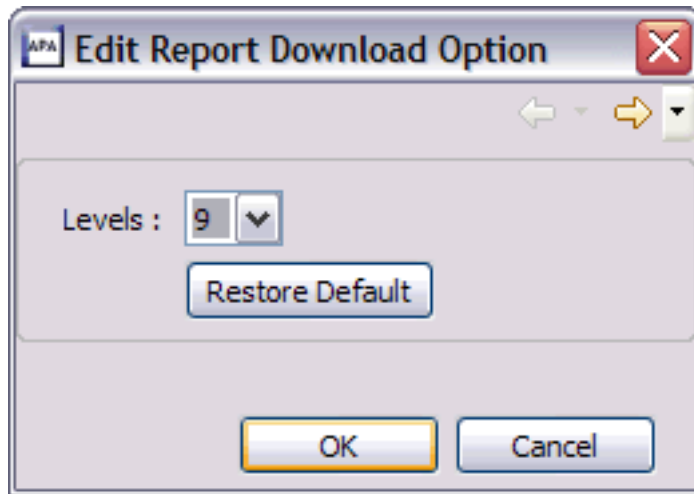 APA Edit Report Download Option
Levels : 9
Restore Default
OK Cancel